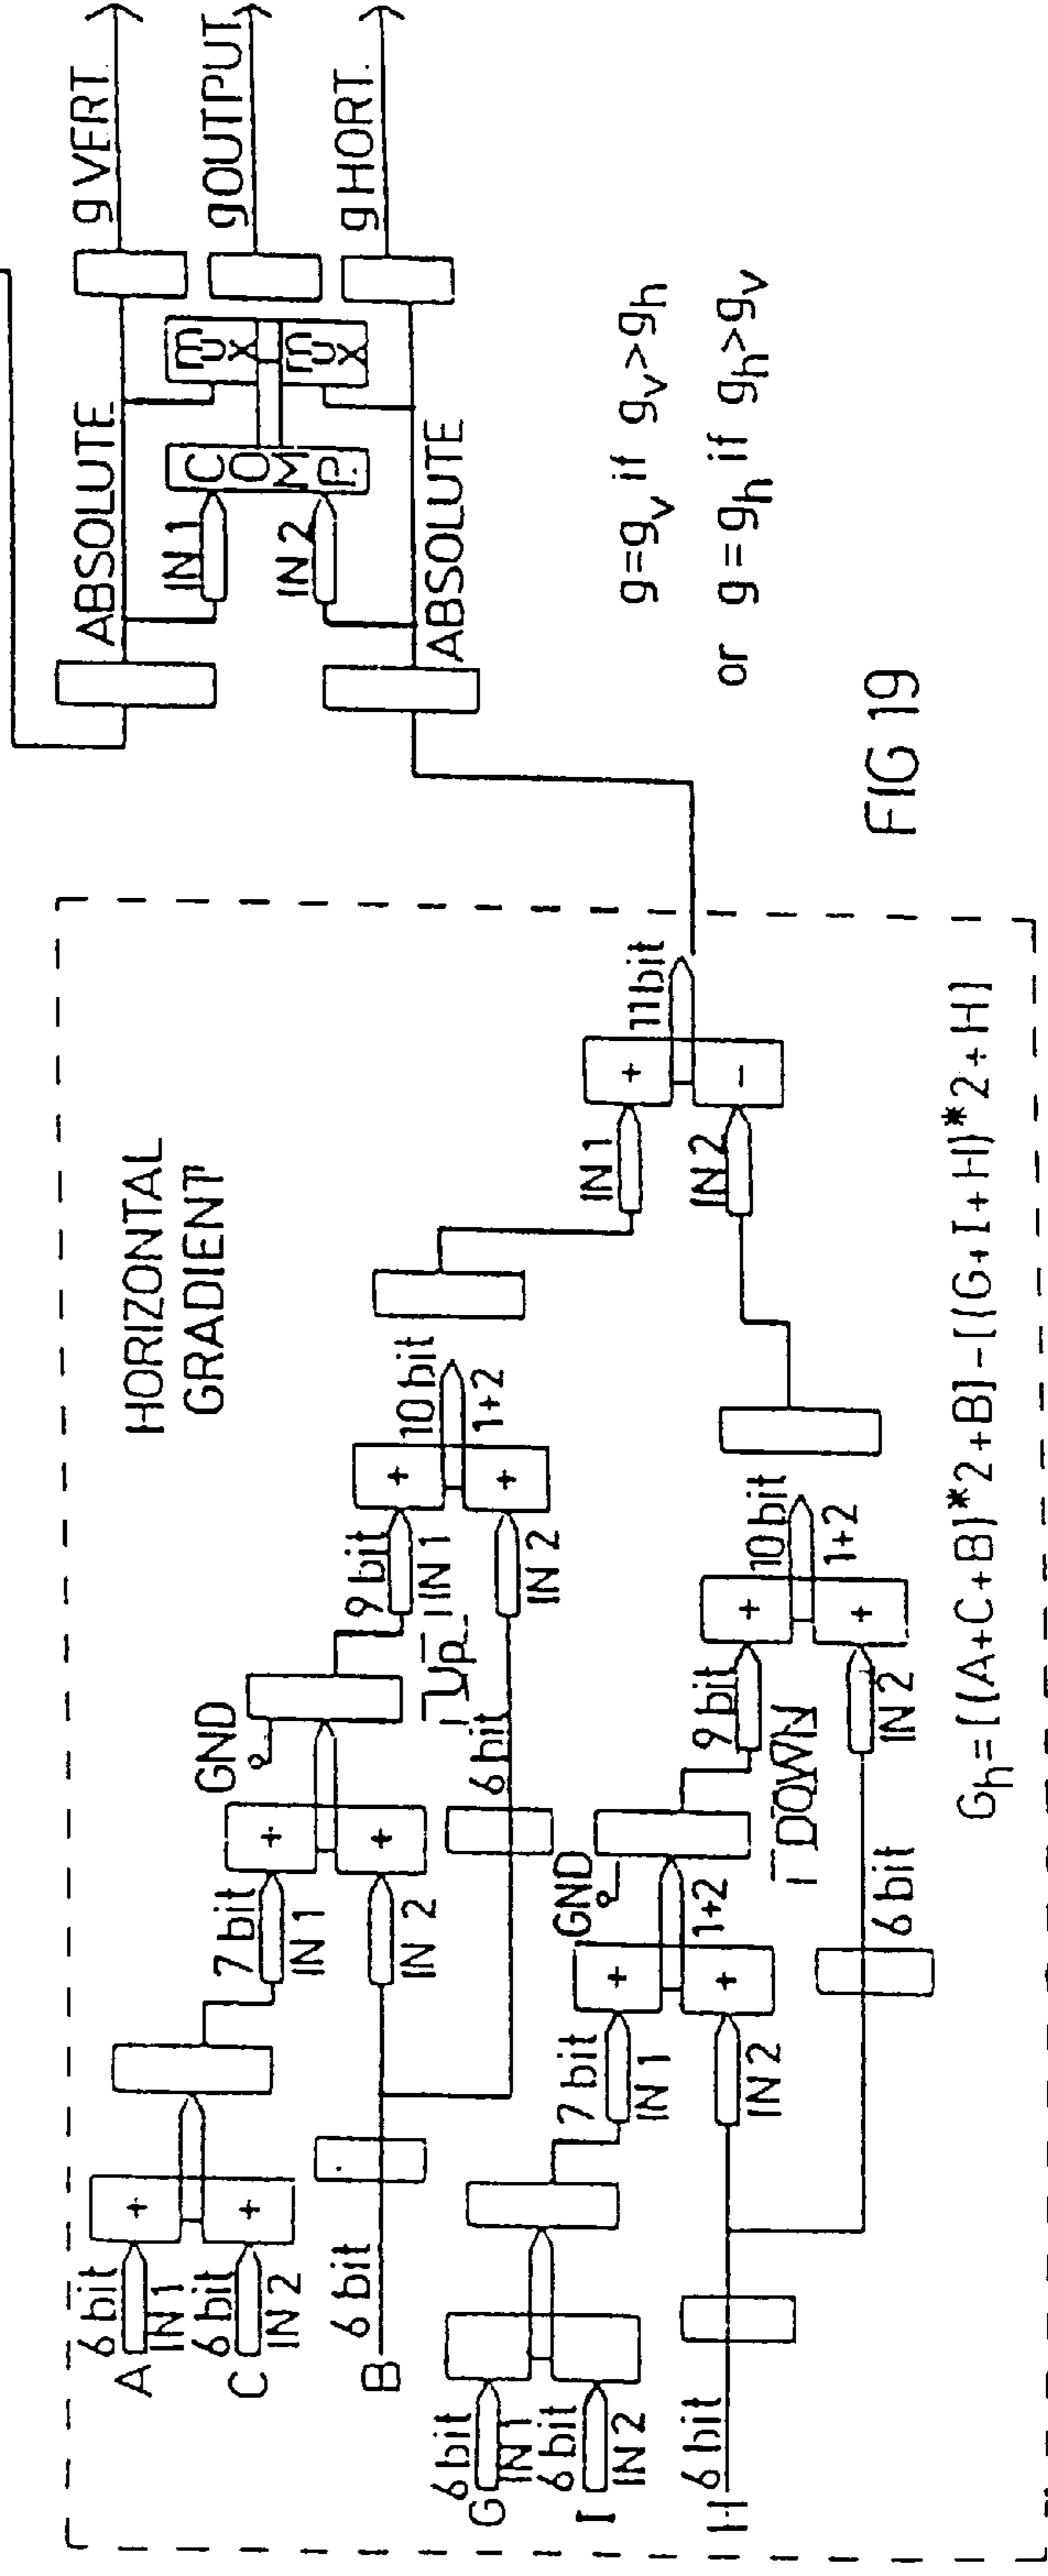 HORIZONTAL
GRADIENT
A
6 bit
IN 1
C
6 bit
IN 2
B
6 bit
7 bit
IN 1
IN 2
GND
6 bit
Up
9 bit
IN 1
IN 2
10 bit
1+2
G
6 bit
IN 1
I
6 bit
IN 2
H
6 bit
7 bit
IN 1
IN 2
1+2
GND
6 bit
DOWN
9 bit
IN 2
10 bit
1+2
IN 1
IN 2
11 bit
+
+
+
+
+
+
+
+
+
+
+
-
Gh=[(A+C+B)*2+B]-[(G+I+H)*2+H]
ABSOLUTE
IN 1
IN 2
COMP.
mux
mux
ABSOLUTE
g VERT.
g OUTPUT
g HORT.
g=gv if gv>gh
or g=gh if gh>gv
FIG 19